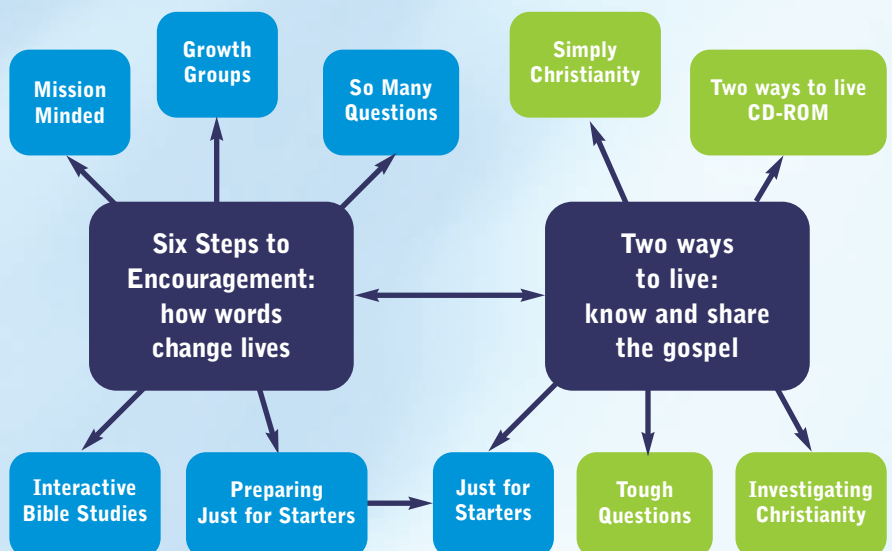 Mission
Minded
Growth
Groups
So Many
Questions
Simply
Christianity
Two ways to live
CD-ROM
Six Steps to
Encouragement:
how words
change lives
Two ways
to live:
know and share
the gospel
Interactive
Bible Studies
Preparing
Just for Starters
Just for
Starters
Tough
Questions
Investigating
Christianity